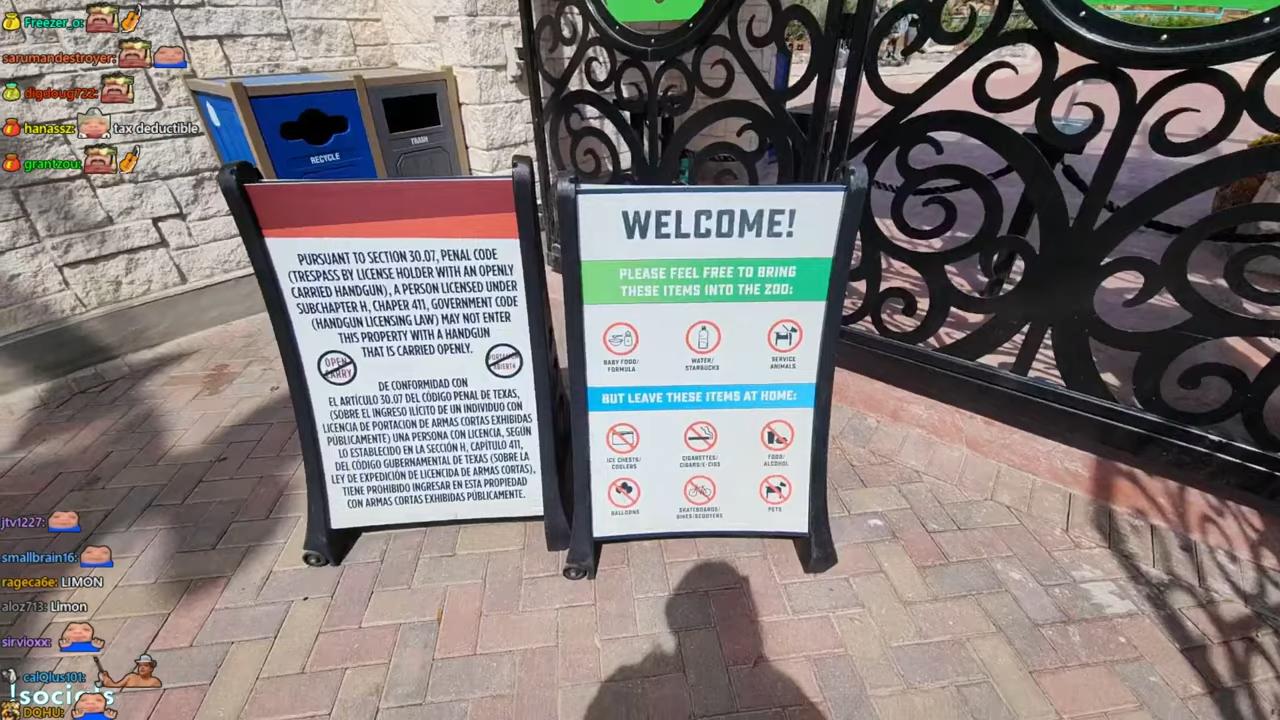 Freezer_o:
sarumandestroyer:
digdoug722:
hanassz: tax deductible
grantzou:
RECYCLE
TRASH
PURSUANT TO SECTION 30.07, PENAL CODE
(TRESPASS BY LICENSE HOLDER WITH AN OPENLY
CARRIED HANDGUN), A PERSON LICENSED UNDER
SUBCHAPTER H, CHAPER 411, GOVERNMENT CODE
(HANDGUN LICENSING LAW) MAY NOT ENTER
THIS PROPERTY WITH A HANDGUN
THAT IS CARRIED OPENLY.
OPEN
CARRY
DE CONFORMIDAD CON
EL ARTÍCULO 30.07 DEL CÓDIGO PENAL DE TEXAS,
(SOBRE EL INGRESO ILÍCITO DE UN INDIVIDUO CON
LICENCIA DE PORTACION DE ARMAS CORTAS EXHIBIDAS
PÚBLICAMENTE) UNA PERSONA CON LICENCIA, SEGÚN
LO ESTABLECIDO EN LA SECCIÓN H, CAPÍTULO 411,
DEL CÓDIGO GUBERNAMENTAL DE TEXAS (SOBRE LA
LEY DE EXPEDICIÓN DE LICENCIDA DE ARMAS CORTAS),
TIENE PROHIBIDO INGRESAR EN ESTA PROPIEDAD
CON ARMAS CORTAS EXHIBIDAS PÚBLICAMENTE.
WELCOME!
PLEASE FEEL FREE TO BRING
THESE ITEMS INTO THE ZOO:
BABY FOOD/
FORMULA
WATER/
STARBUCKS
SERVICE
ANIMALS
BUT LEAVE THESE ITEMS AT HOME:
ICE CHESTS/
COOLERS
CIGARETTES/
CIGARS/E-CIGS
FOOD/
ALCOHOL
BALLOONS
SKATEBOARDS/
BIKES/SCOOTERS
PETS
jtv1227:
smallbrain16:
rageca6e: LIMON
aloz713: Limon
sirvioxx:
calQlus101:
!socials
DQHU: